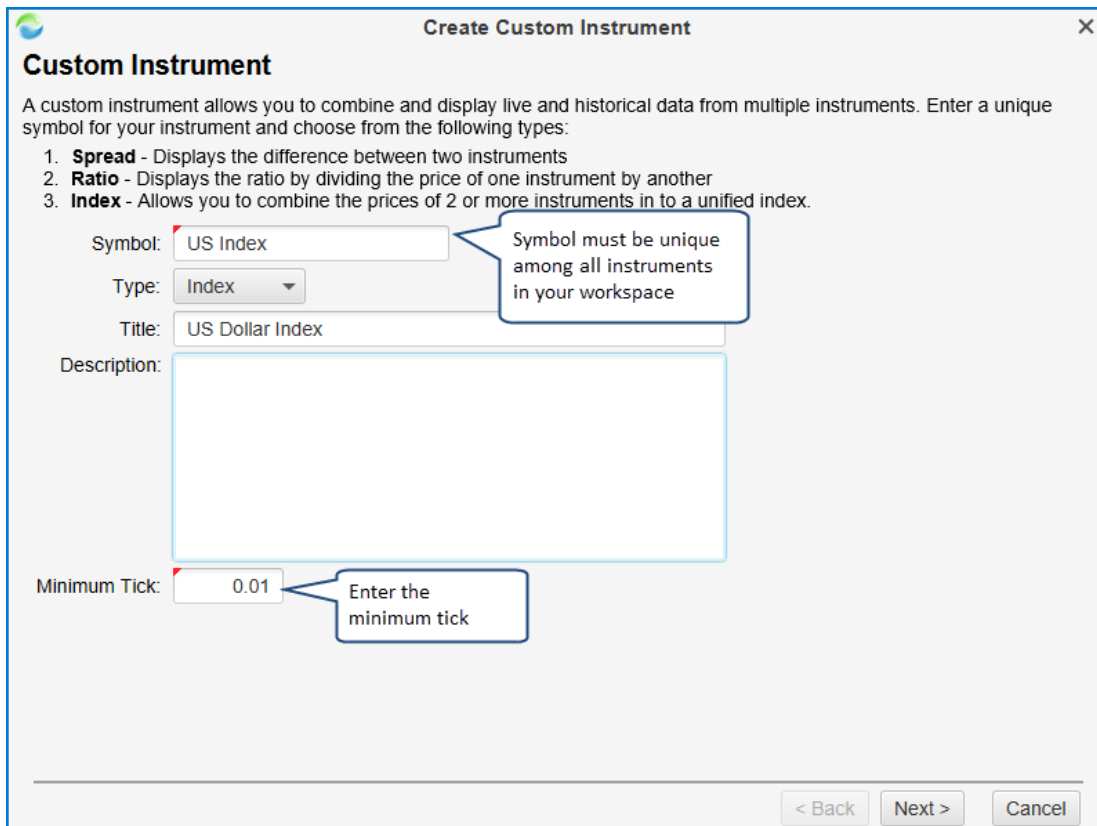 Create Custom Instrument
Custom Instrument
A custom instrument allows you to combine and display live and historical data from multiple instruments. Enter a unique
symbol for your instrument and choose from the following types:
1. Spread - Displays the difference between two instruments
2. Ratio - Displays the ratio by dividing the price of one instrument by another
3. Index - Allows you to combine the prices of 2 or more instruments in to a unified index.
Symbol: US Index
Symbol must be unique
among all instruments
in your workspace
Type: Index
Title: US Dollar Index
Description:
Minimum Tick: 0.01
Enter the
minimum tick
< Back Next > Cancel